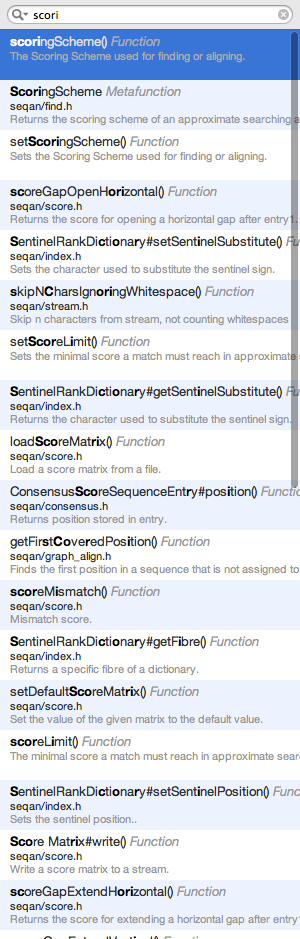 scori
scoringScheme() Function
The Scoring Scheme used for finding or aligning.
ScoringScheme Metafunction
seqan/find.h
Returns the scoring scheme of an approximate searching a
setScoringScheme() Function
Sets the Scoring Scheme used for finding or aligning.
scoreGapOpenHorizontal() Function
seqan/score.h
Returns the score for opening a horizontal gap after entry1.
SentinelRankDictionary#setSentinelSubstitute() Fu
seqan/index.h
Sets the character used to substitute the sentinel sign.
skipNCharsIgnoringWhitespace() Function
seqan/stream.h
Skip n characters from stream, not counting whitespaces
setScoreLimit() Function
Sets the minimal score a match must reach in approximate s
SentinelRankDictionary#getSentinelSubstitute() Fu
seqan/index.h
Returns the character used to substitute the sentinel sign.
loadScoreMatrix() Function
seqan/score.h
Load a score matrix from a file.
ConsensusScoreSequenceEntry#position() Functio
seqan/consensus.h
Returns position stored in entry.
getFirstCoveredPosition() Function
seqan/graph_align.h
Finds the first position in a sequence that is not assigned to
scoreMismatch() Function
seqan/score.h
Mismatch score.
SentinelRankDictionary#getFibre() Function
seqan/index.h
Returns a specific fibre of a dictionary.
setDefaultScoreMatrix() Function
seqan/score.h
Set the value of the given matrix to the default value.
scoreLimit() Function
The minimal score a match must reach in approximate sear
SentinelRankDictionary#setSentinelPosition() Func
seqan/index.h
Sets the sentinel position..
Score Matrix#write() Function
seqan/score.h
Write a score matrix to a stream.
scoreGapExtendHorizontal() Function
seqan/score.h
Returns the score for extending a horizontal gap after entry